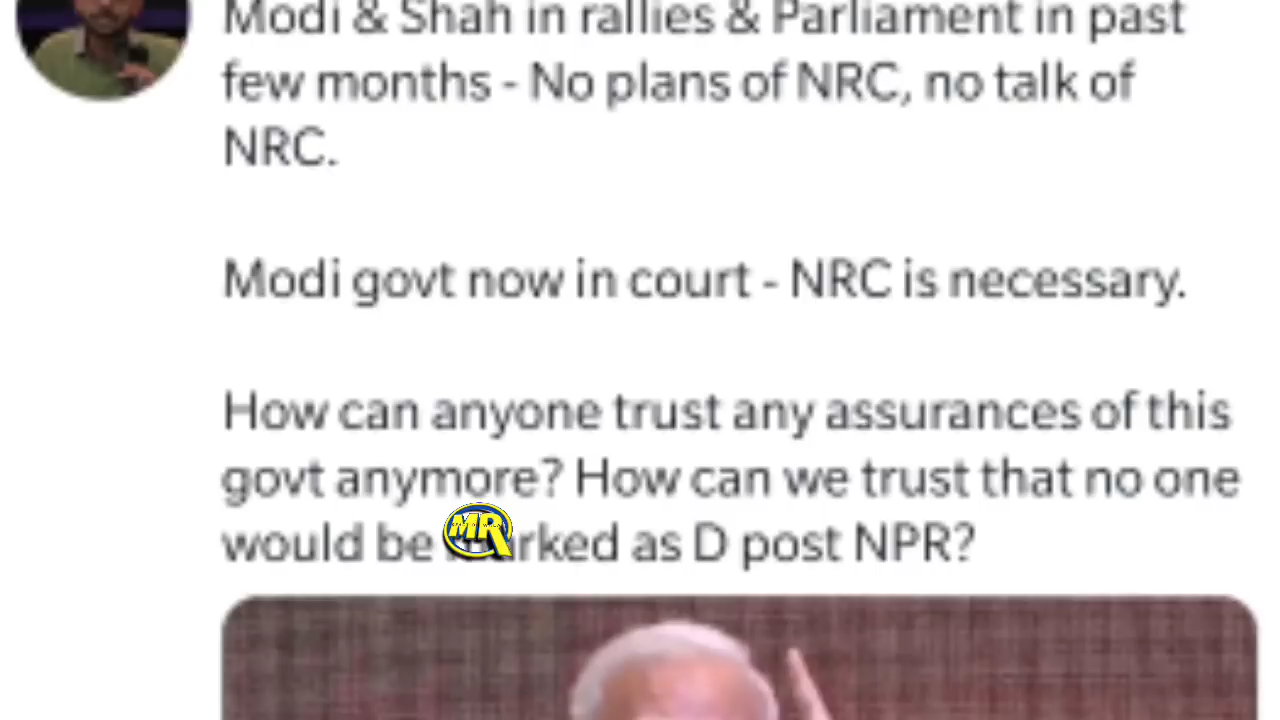 Modi & Shah in rallies & Parliament in past
few months - No plans of NRC, no talk of
NRC.
Modi govt now in court - NRC is necessary.
How can anyone trust any assurances of this
govt anymore? How can we trust that no one
would be rked as D post NPR?
MR